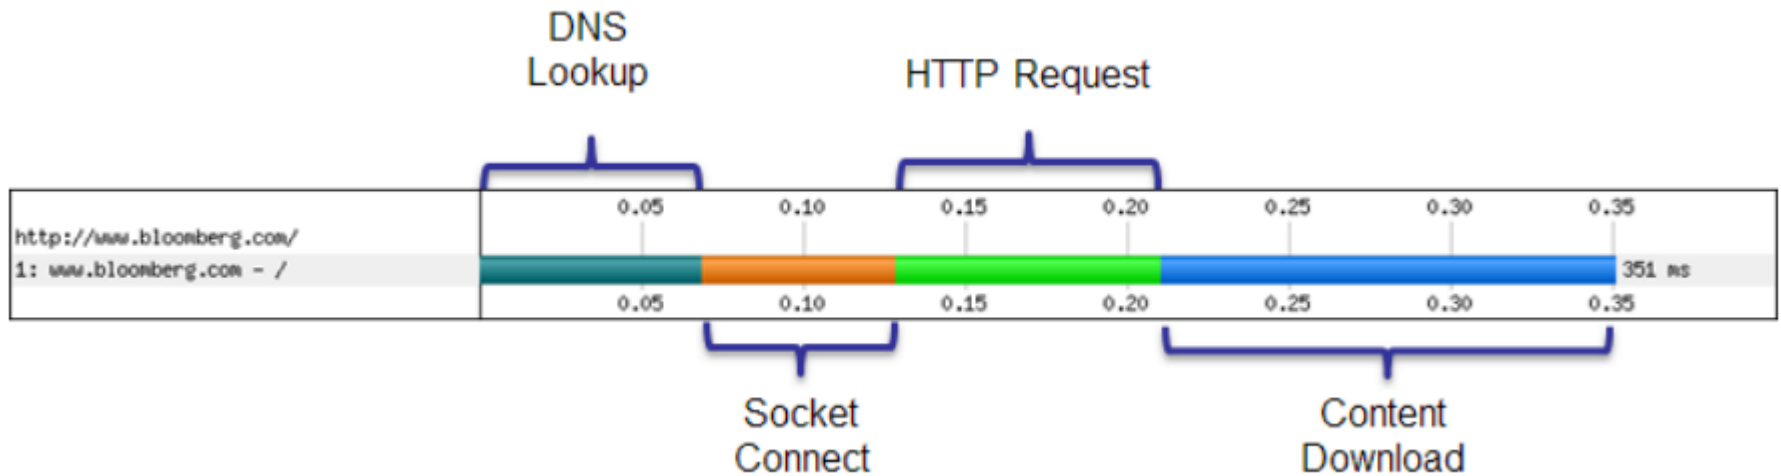 DNS
Lookup
HTTP Request
0.05 0.10 0.15 0.20 0.25 0.30 0.35
http://www.bloomberg.com/
1: www.bloomberg.com - / 351 ms
0.05 0.10 0.15 0.20 0.25 0.30 0.35
Socket
Connect
Content
Download